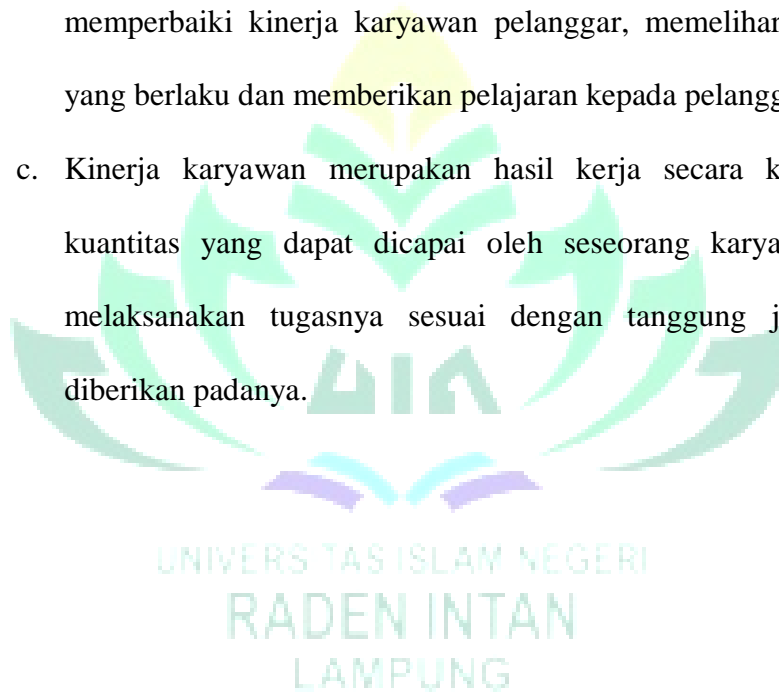 memperbaiki kinerja karyawan pelanggar, memelihar
yang berlaku dan memberikan pelajaran kepada pelangg
c. Kinerja karyawan merupakan hasil kerja secara k
kuantitas yang dapat dicapai oleh seseorang karya
melaksanakan tugasnya sesuai dengan tanggung j
diberikan padanya.
UIN
UNIVERSITAS ISLAM NEGERI
RADEN INTAN
LAMPUNG